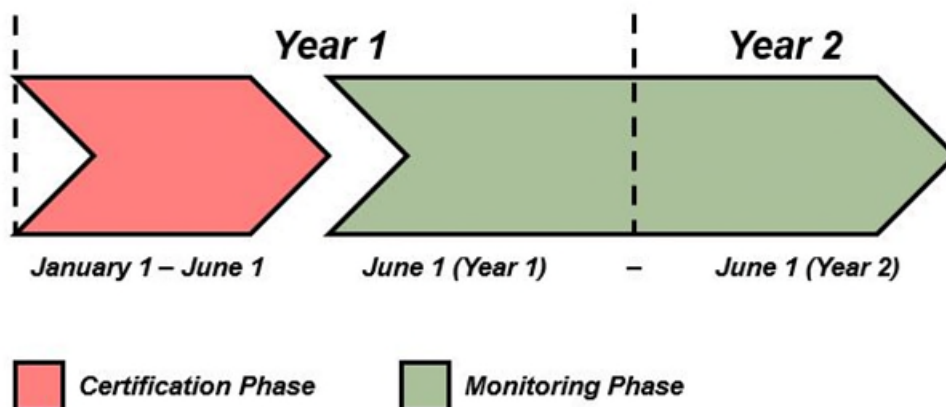 Year 1 Year 2
January 1 – June 1 June 1 (Year 1) – June 1 (Year 2)
Certification Phase Monitoring Phase